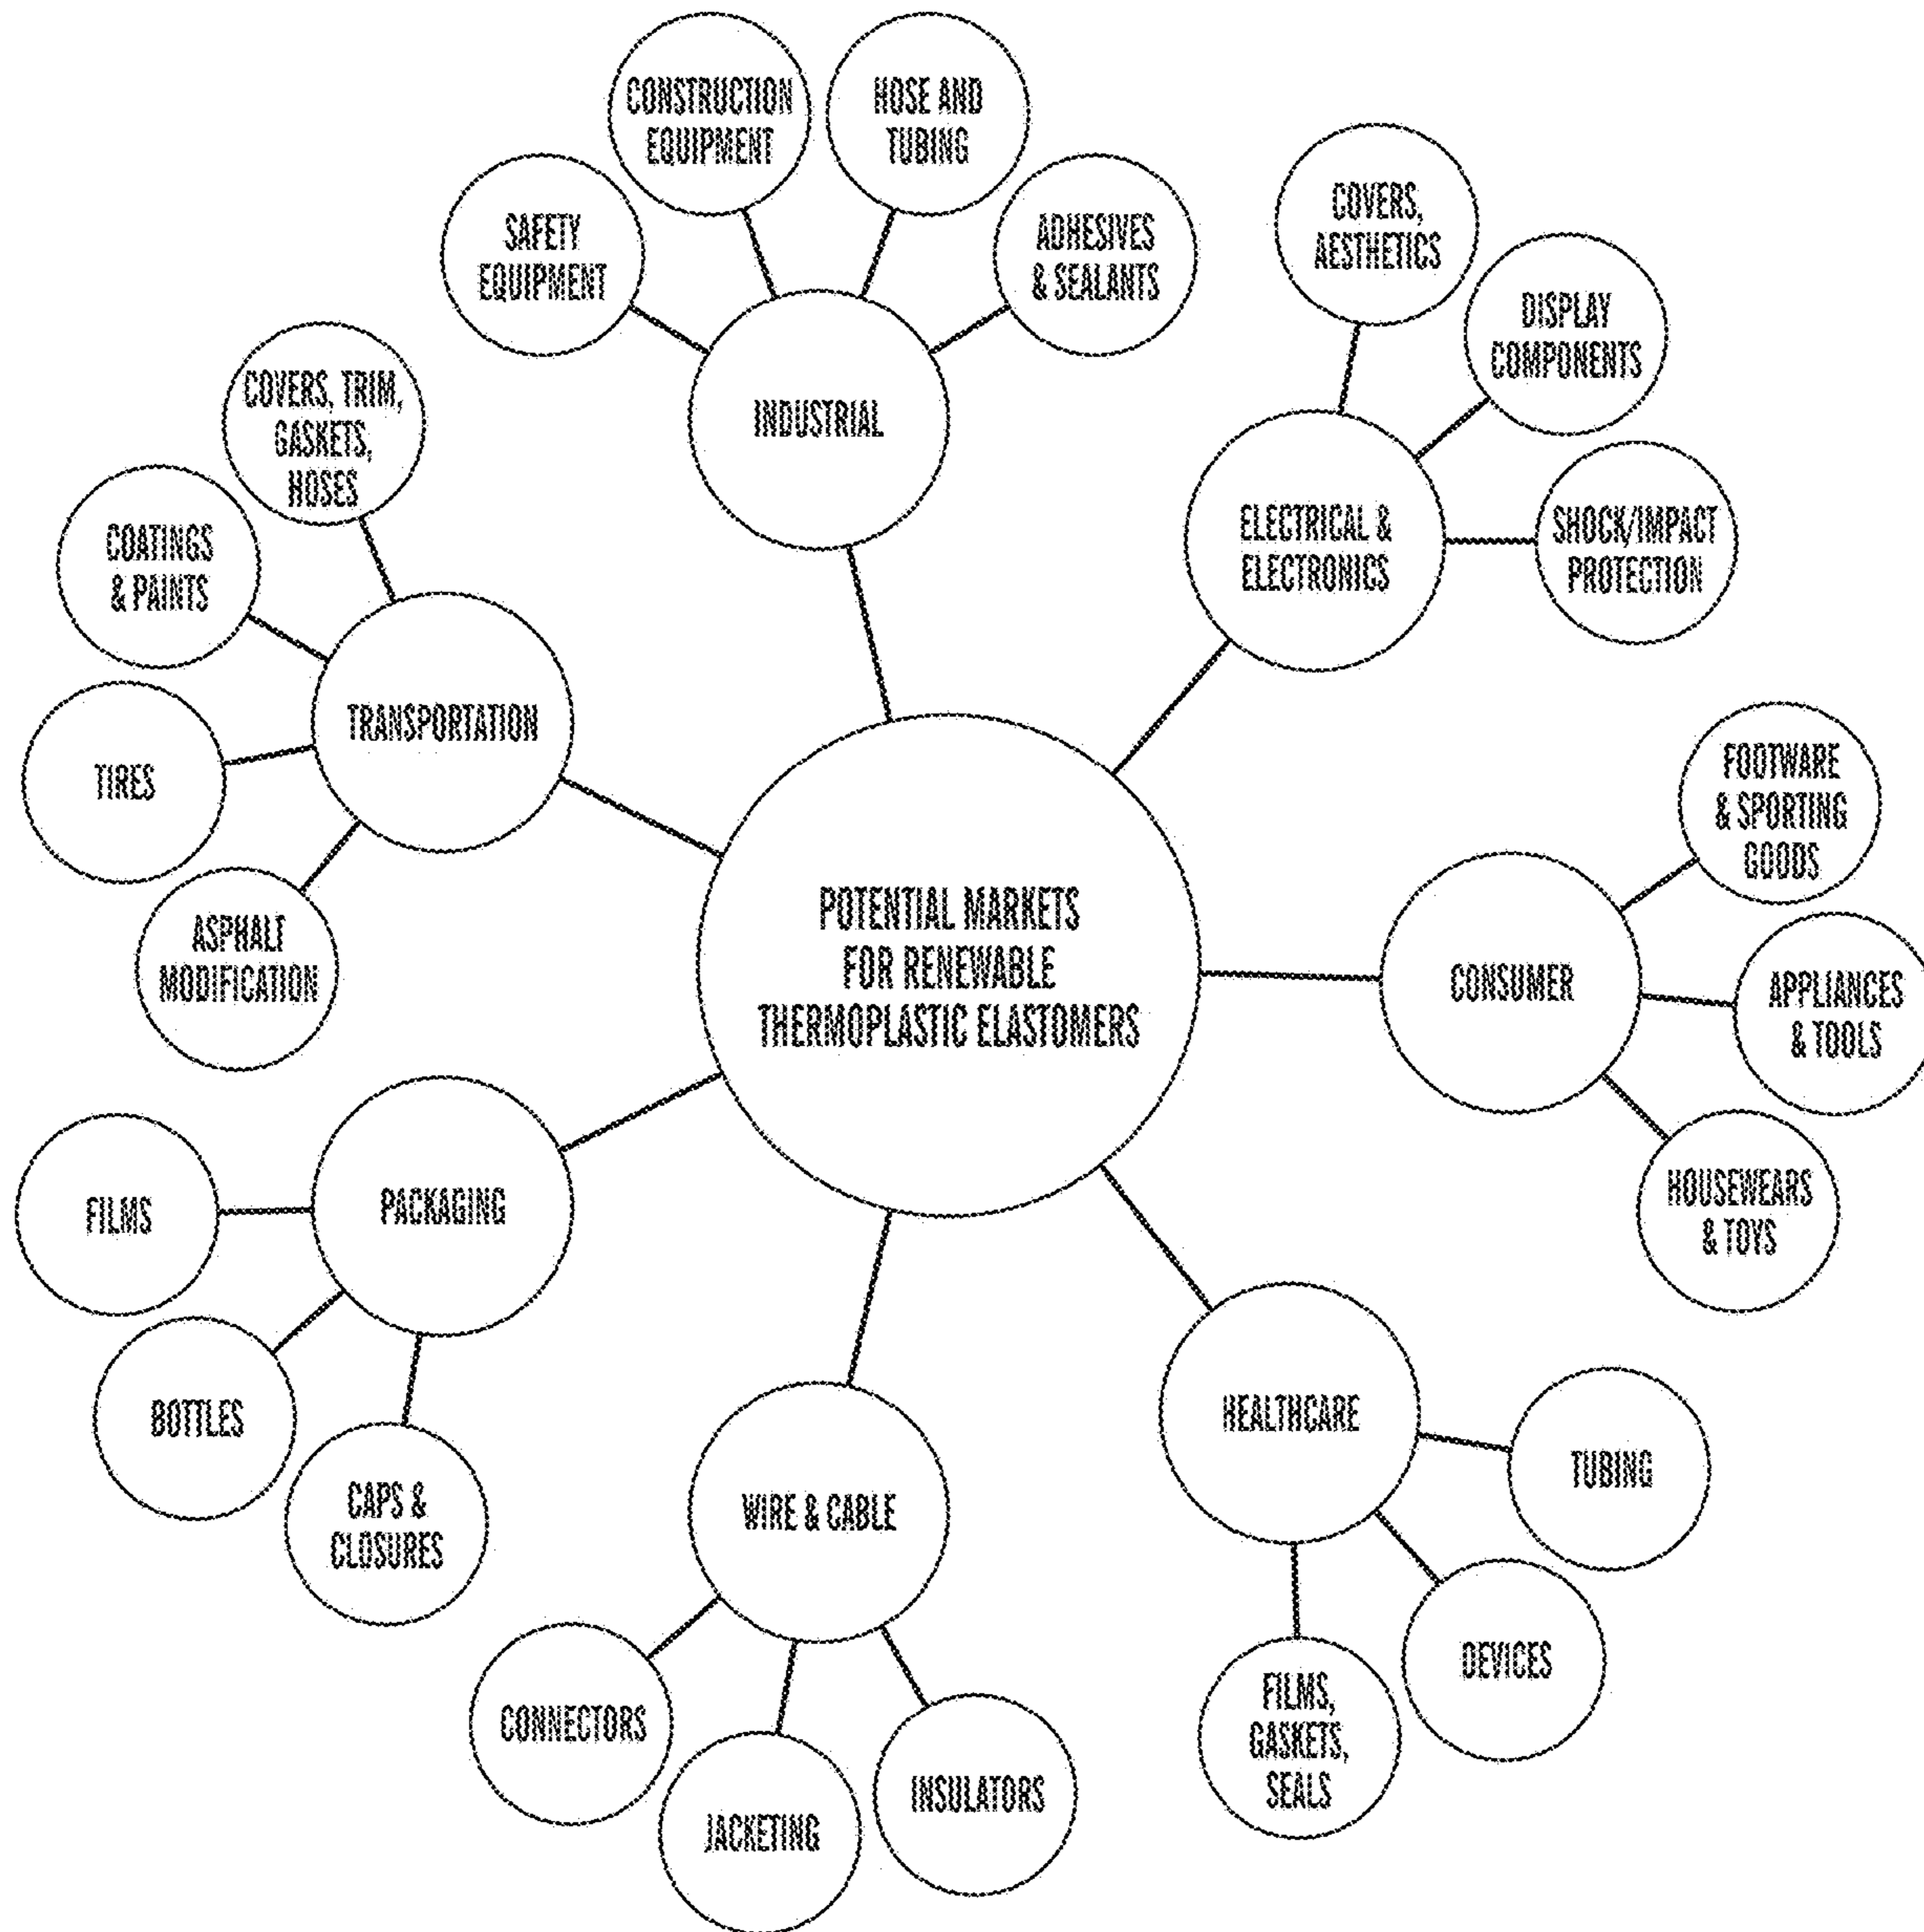 CONSTRUCTION
EQUIPMENT
HOSE AND
TUBING
SAFETY
EQUIPMENT
ADHESIVES
& SEALANTS
INDUSTRIAL
COVERS,
AESTHETICS
DISPLAY
COMPONENTS
SHOCK/IMPACT
PROTECTION
ELECTRICAL &
ELECTRONICS
COVERS, TRIM,
GASKETS,
HOSES
COATINGS
& PAINTS
TIRES
ASPHALT
MODIFICATION
TRANSPORTATION
POTENTIAL MARKETS
FOR RENEWABLE
THERMOPLASTIC ELASTOMERS
CONSUMER
FOOTWARE
& SPORTING
GOODS
APPLIANCES
& TOOLS
HOUSEWEARS
& TOYS
PACKAGING
FILMS
BOTTLES
CAPS &
CLOSURES
WIRE & CABLE
CONNECTORS
JACKETING
INSULATORS
HEALTHCARE
TUBING
DEVICES
FILMS,
GASKETS,
SEALS